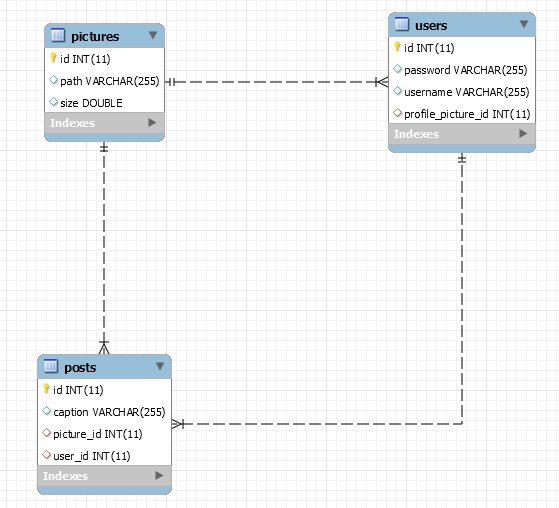 pictures
id INT(11)
path VARCHAR(255)
size DOUBLE
Indexes
users
id INT(11)
password VARCHAR(255)
username VARCHAR(255)
profile_picture_id INT(11)
Indexes
posts
id INT(11)
caption VARCHAR(255)
picture_id INT(11)
user_id INT(11)
Indexes